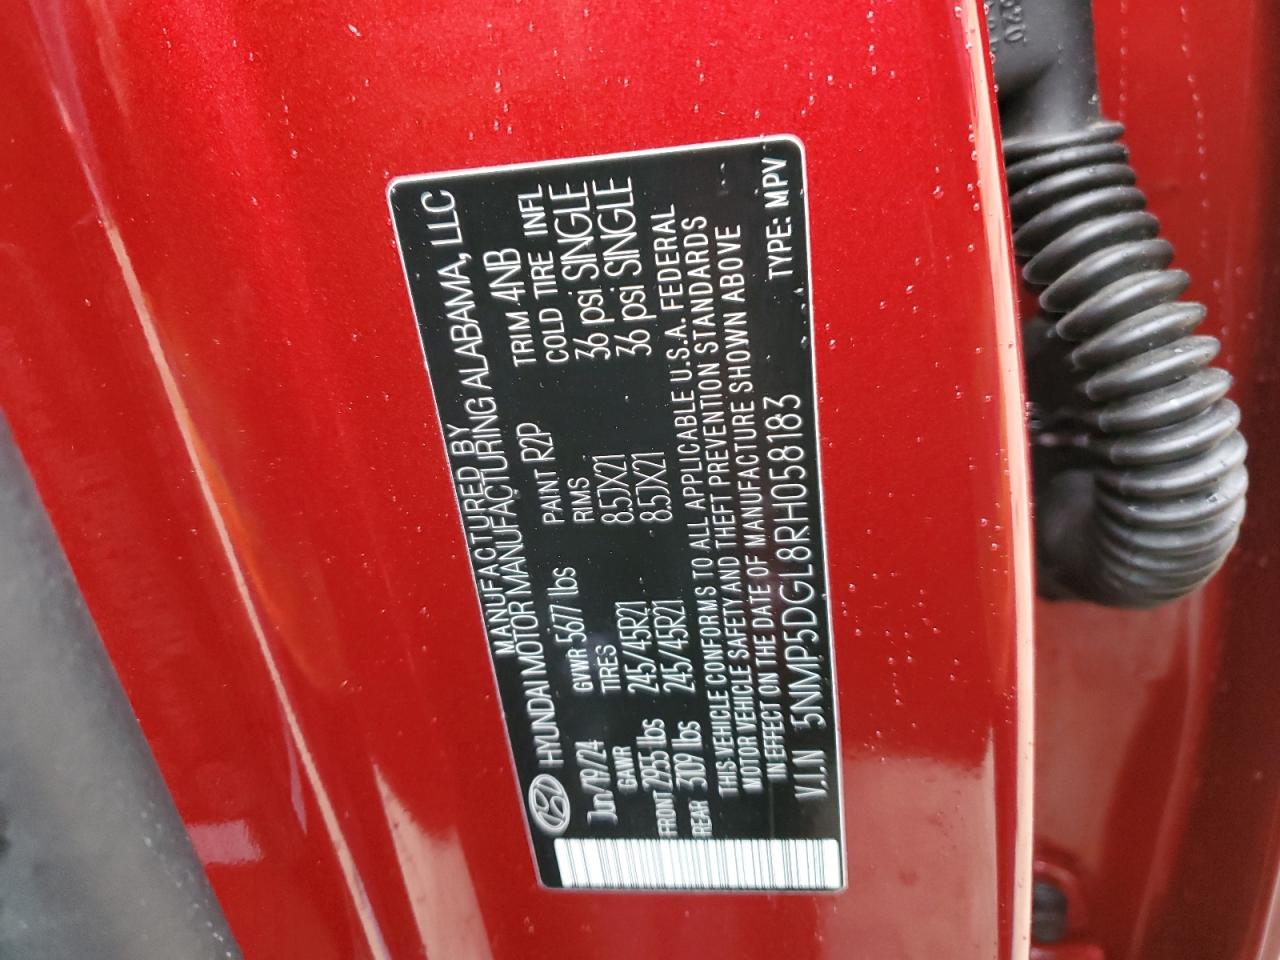 MANUFACTURED BY
HYUNDAI MOTOR MANUFACTURING ALABAMA, LLC
Jun/19/24 GVWR 5677 lbs PAINT R2P TRIM 4NB
GAWR TIRES RIMS COLD TIRE INFL
FRONT 2955 lbs 245/45R21 8.5JX21 36 psi SINGLE
REAR 3109 lbs 245/45R21 8.5JX21 36 psi SINGLE
THIS VEHICLE CONFORMS TO ALL APPLICABLE U.S.A. FEDERAL
MOTOR VEHICLE SAFETY AND THEFT PREVENTION STANDARDS
IN EFFECT ON THE DATE OF MANUFACTURE SHOWN ABOVE
V.I.N 5NMP5DGL8RH058183 TYPE: MPV